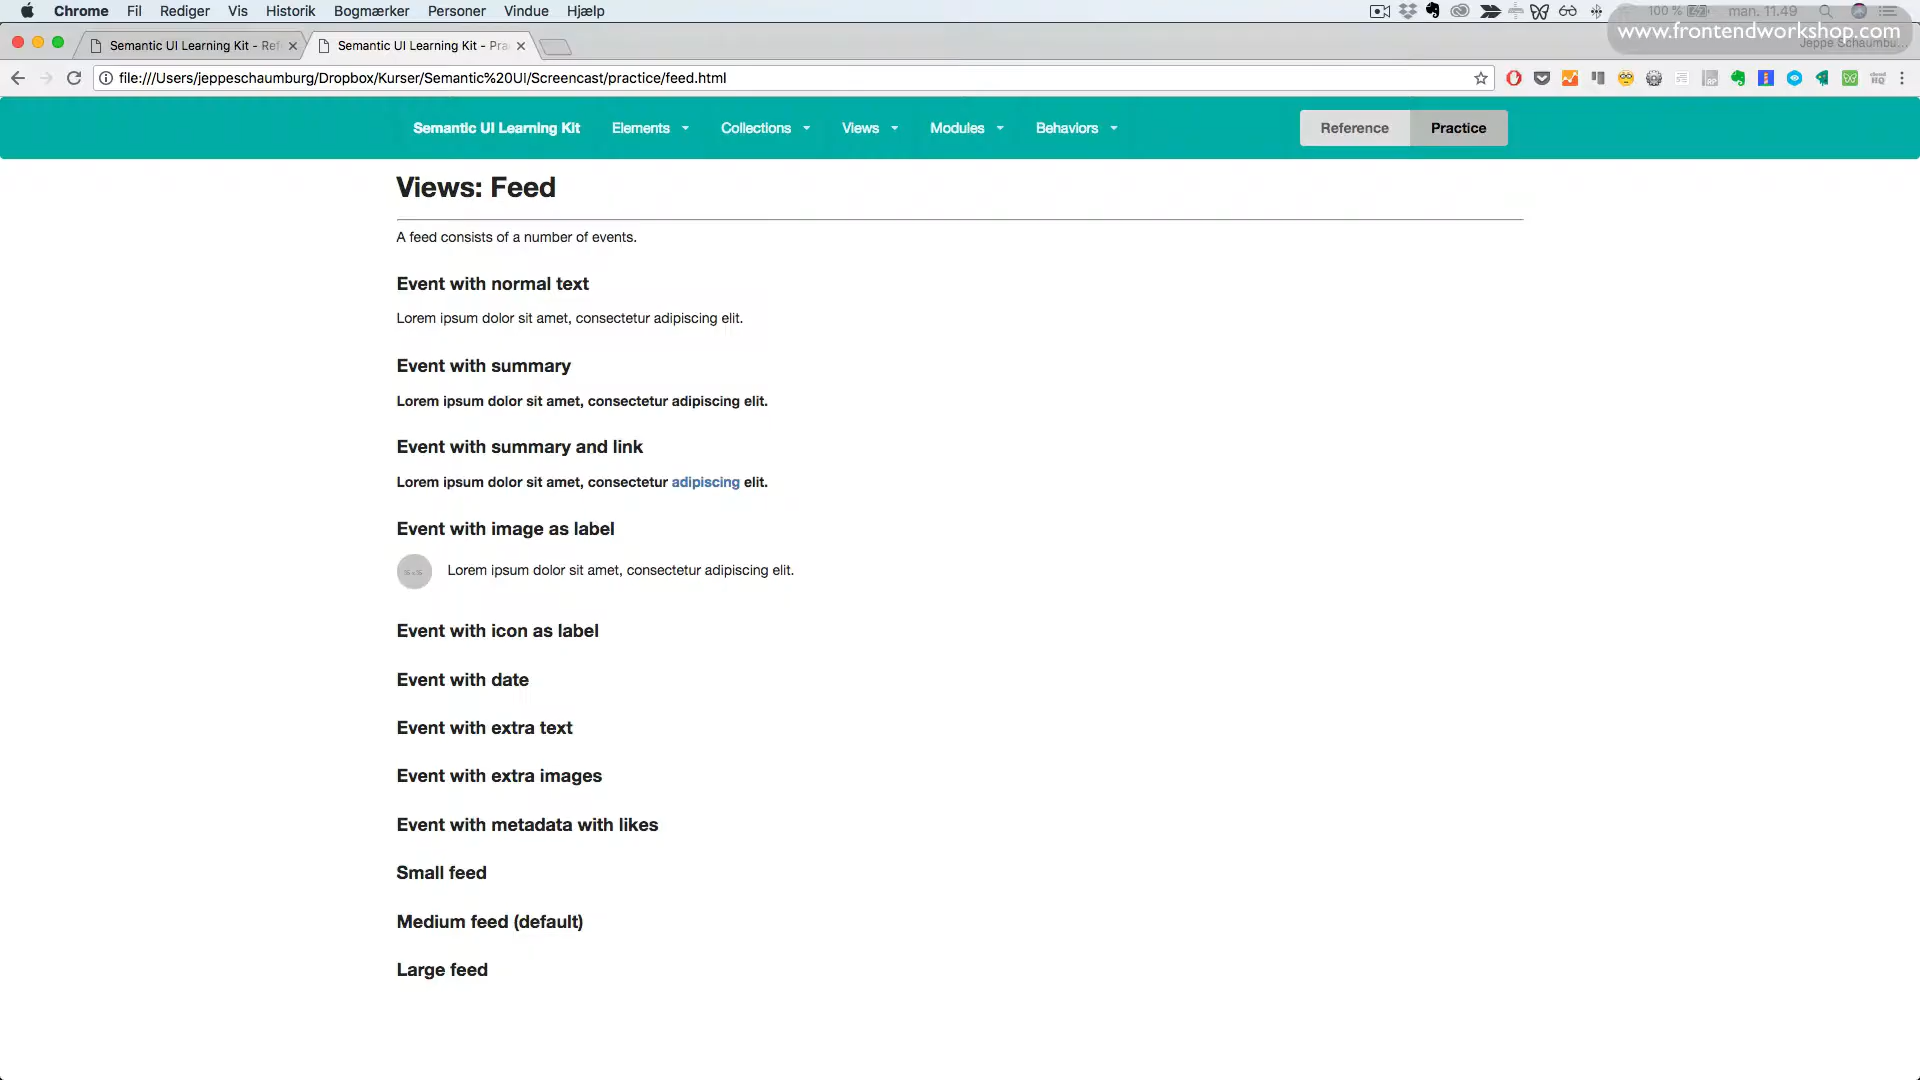 Chrome Fil Rediger Vis Historik Bogmærker Personer Vindue Hjælp 100 % man. 11.49
www.frontendworkshop.com
Semantic UI Learning Kit - Ref Semantic UI Learning Kit - Pra Jeppe Schaumbu...
file:///Users/jeppeschaumburg/Dropbox/Kurser/Semantic%20UI/Screencast/practice/feed.html
Semantic UI Learning Kit Elements Collections Views Modules Behaviors Reference Practice
Views: Feed
A feed consists of a number of events.
Event with normal text
Lorem ipsum dolor sit amet, consectetur adipiscing elit.
Event with summary
Lorem ipsum dolor sit amet, consectetur adipiscing elit.
Event with summary and link
Lorem ipsum dolor sit amet, consectetur adipiscing elit.
Event with image as label
Lorem ipsum dolor sit amet, consectetur adipiscing elit.
Event with icon as label
Event with date
Event with extra text
Event with extra images
Event with metadata with likes
Small feed
Medium feed (default)
Large feed